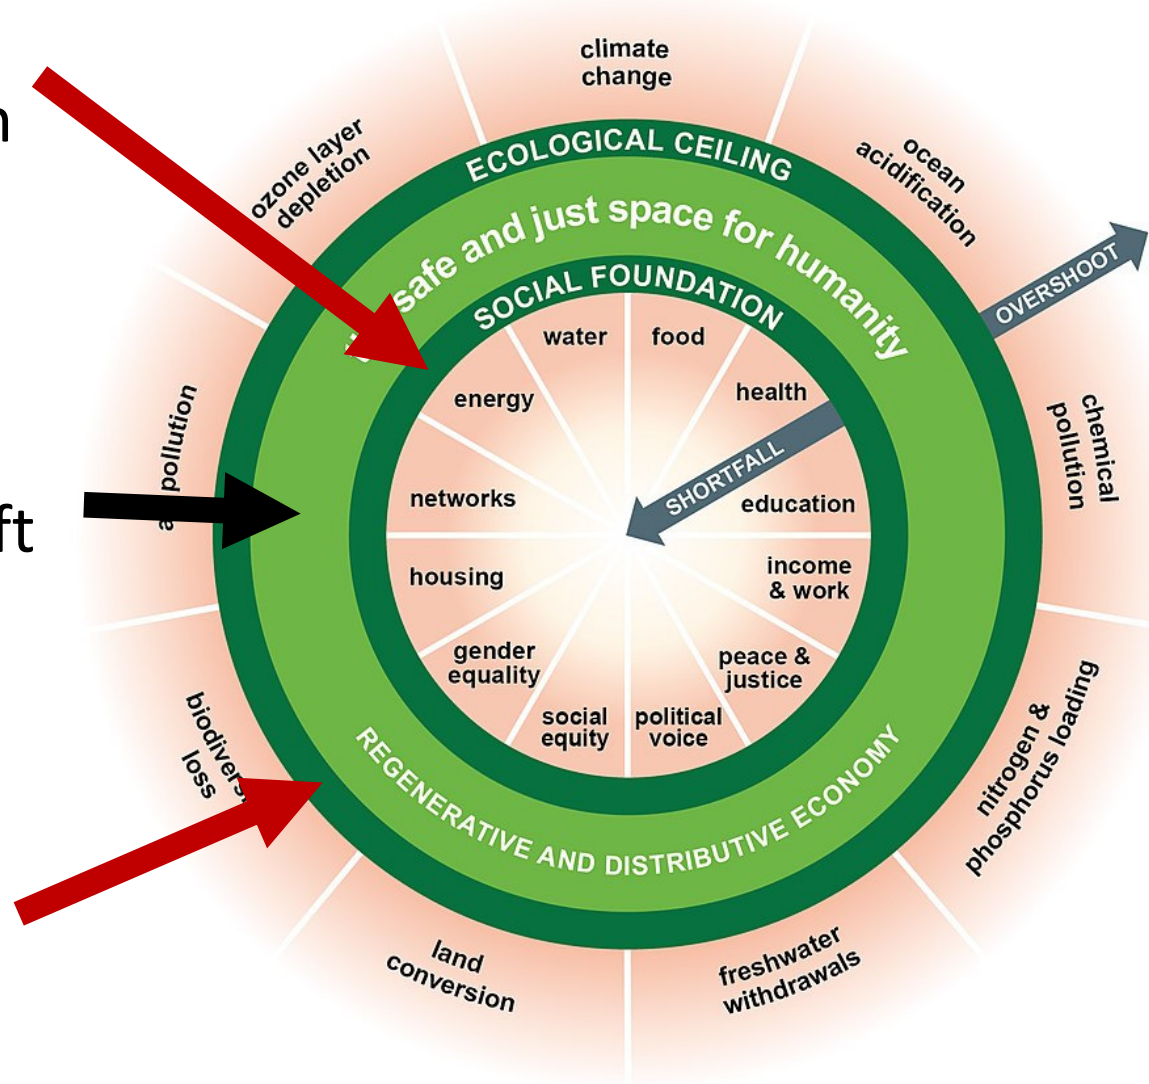 climate
change
n
ozone layer
depletion
ocean
acidification
ECOLOGICAL CEILING
safe and just space for humanity
SOCIAL FOUNDATION
OVERSHOOT
water
food
energy
health
pollution
chemical
pollution
SHORTFALL
networks
education
ft
housing
income
& work
gender
equality
peace &
justice
social
equity
political
voice
biodivers
loss
nitrogen &
phosphorus loading
REGENERATIVE AND DISTRIBUTIVE ECONOMY
land
conversion
freshwater
withdrawals